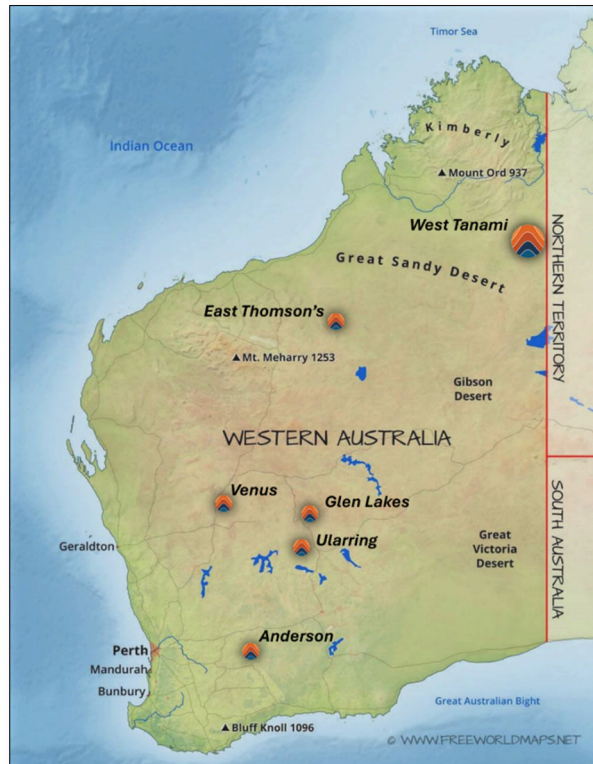 Timor Sea
Kimberly
Indian Ocean
Mount Ord 937
West Tanami
NORTHERN TERRITORY
Great Sandy Desert
East Thomson's
Mt. Meharry 1253
Gibson
Desert
WESTERN AUSTRALIA
Venus
Glen Lakes
SOUTH AUSTRALIA
Ularring
Geraldton
Great
Victoria
Desert
Anderson
Perth
Mandurah
Bunbury
Great Australian Bight
Bluff Knoll 1096
© WWW.FREEWORLDMAPS.NET